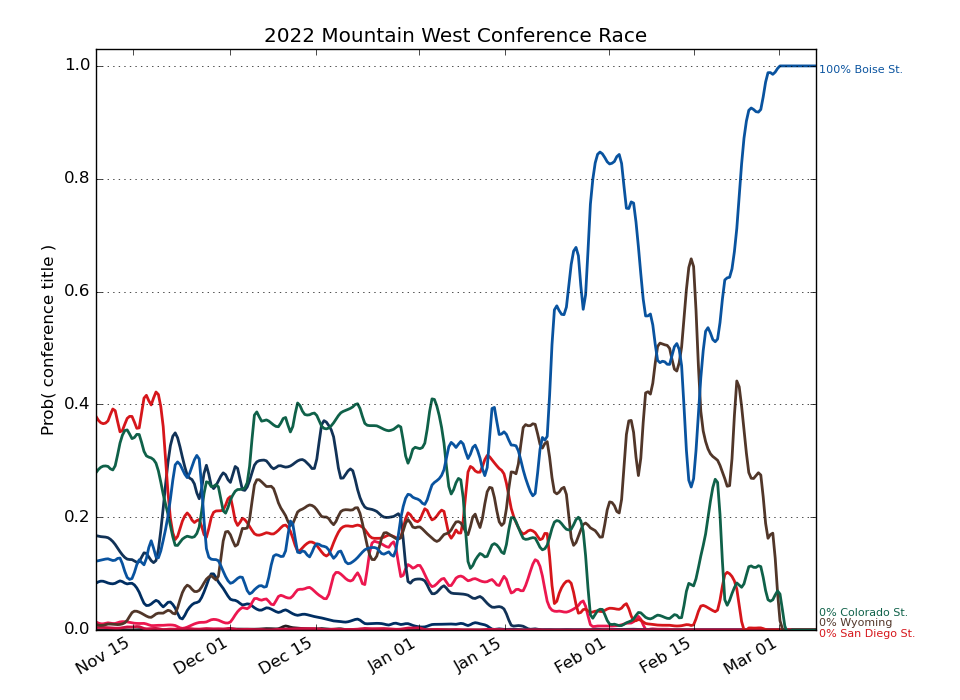 2022 Mountain West Conference Race
1.0
100% Boise St.
0.8
0.6
Prob( conference title )
0.4
0.2
0% Colorado St.
0% Wyoming
0.0
0% San Diego St.
Nov 15
Dec 01
Dec 15
Jan 01
Jan 15
Feb 01
Feb 15
Mar 01